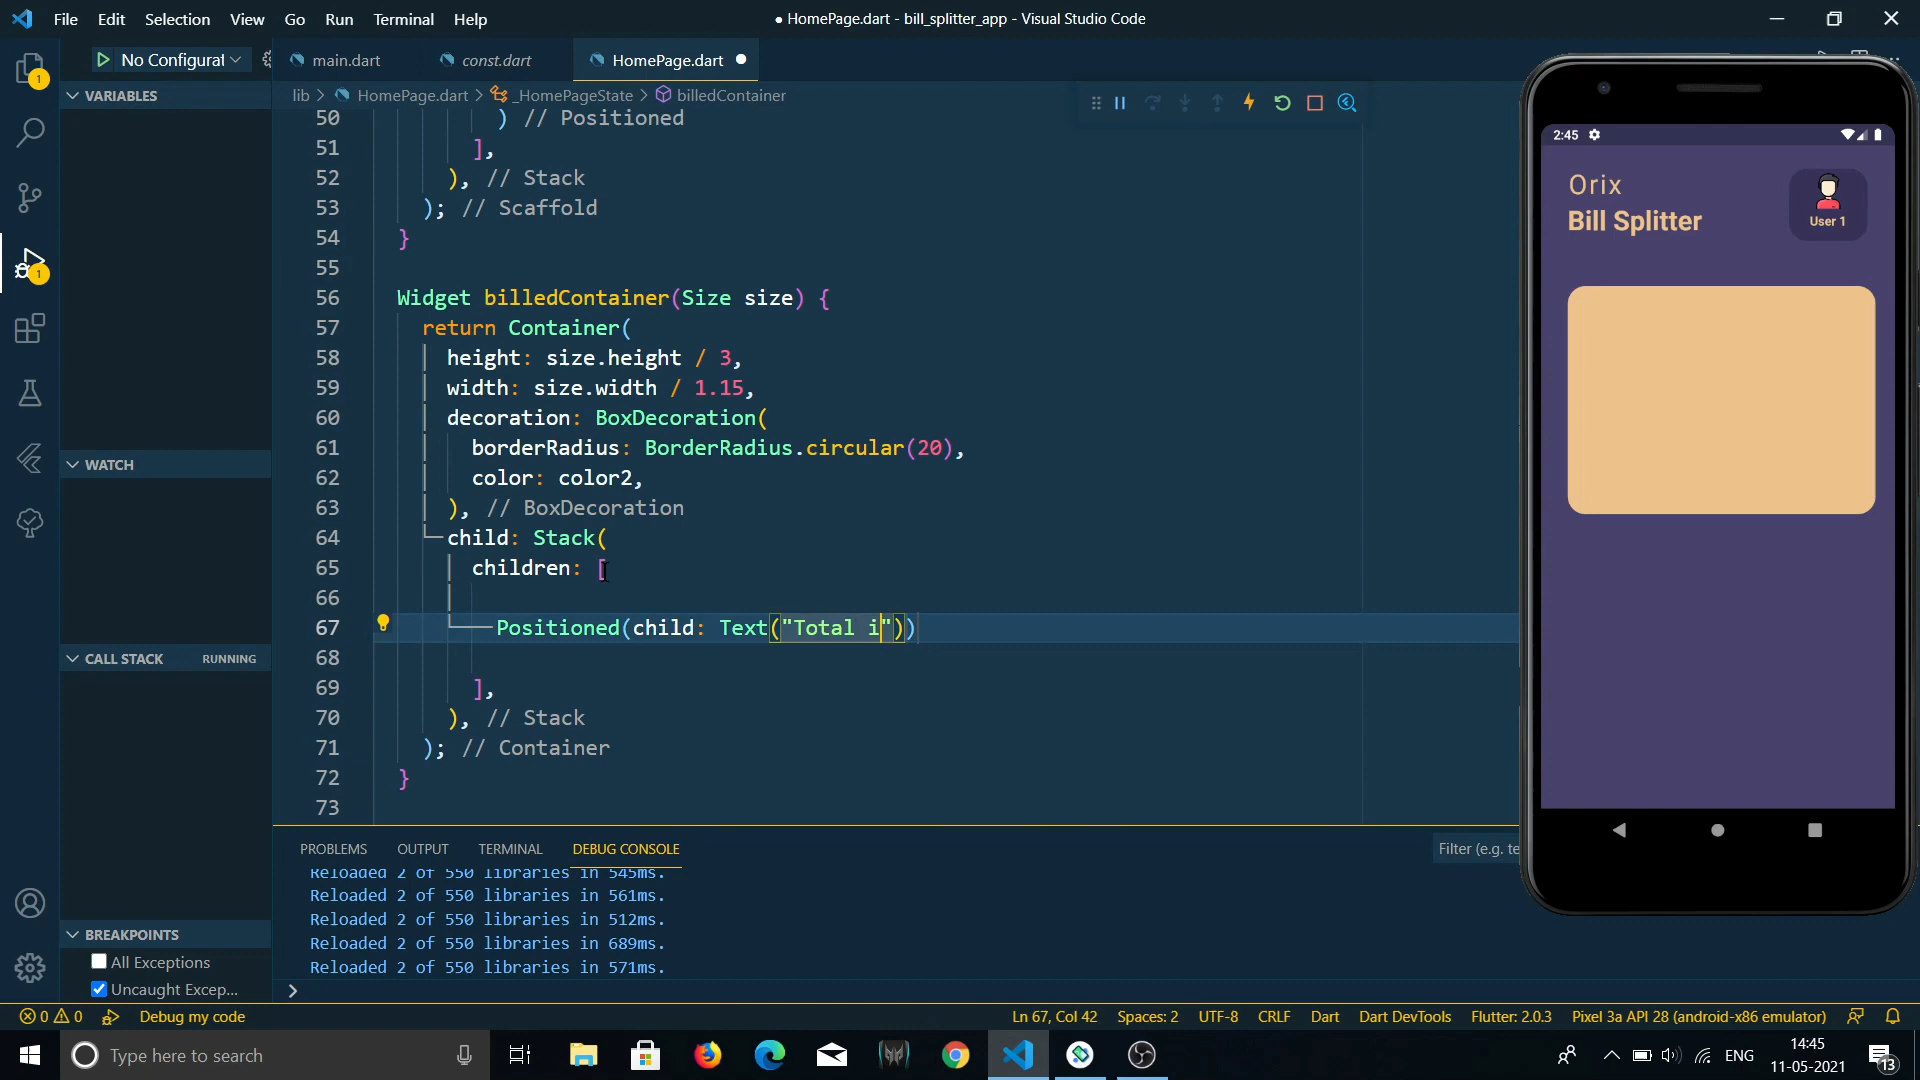 File Edit Selection View Go Run Terminal Help
● HomePage.dart - bill_splitter_app - Visual Studio Code
No Configurat
main.dart
const.dart
HomePage.dart
VARIABLES
lib > HomePage.dart > _HomePageState > billedContainer
50 ) // Positioned
51 ],
52 ), // Stack
53 ); // Scaffold
54 }
55
56 Widget billedContainer(Size size) {
57 return Container(
58 height: size.height / 3,
59 width: size.width / 1.15,
60 decoration: BoxDecoration(
61 borderRadius: BorderRadius.circular(20),
62 color: color2,
63 ), // BoxDecoration
64 child: Stack(
65 children: [
66
67 Positioned(child: Text("Total i"))
68
69 ],
70 ), // Stack
71 ); // Container
72 }
73
WATCH
CALL STACK RUNNING
BREAKPOINTS
All Exceptions
Uncaught Excep...
1
1
2:45
Orix
Bill Splitter
User 1
PROBLEMS OUTPUT TERMINAL DEBUG CONSOLE
Filter (e.g. te
Reloaded 2 of 550 libraries in 545ms.
Reloaded 2 of 550 libraries in 561ms.
Reloaded 2 of 550 libraries in 512ms.
Reloaded 2 of 550 libraries in 689ms.
Reloaded 2 of 550 libraries in 571ms.
0 0 Debug my code
Ln 67, Col 42 Spaces: 2 UTF-8 CRLF Dart Dart DevTools Flutter: 2.0.3 Pixel 3a API 28 (android-x86 emulator)
Type here to search
ENG
14:45
11-05-2021
13